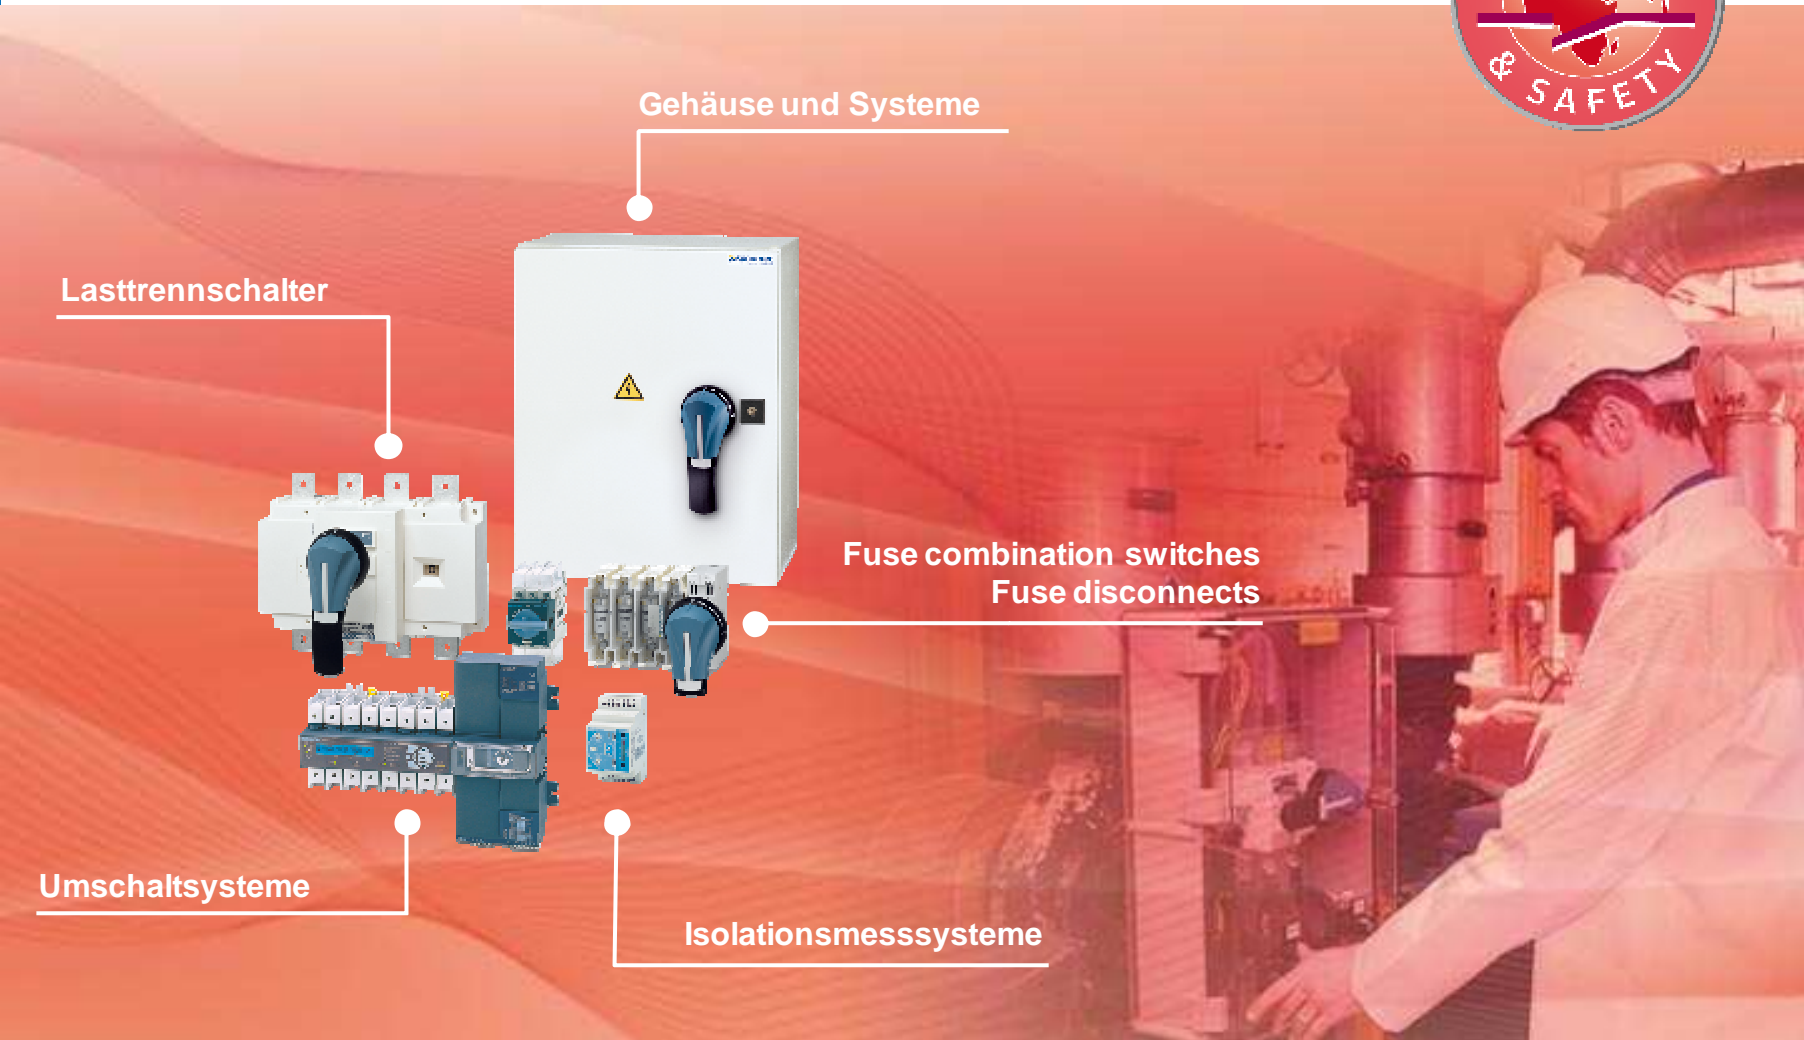 & SAFETY
Gehäuse und Systeme
Lasttrennschalter
Fuse combination switches
Fuse disconnects
Umschaltsysteme
Isolationsmesssysteme